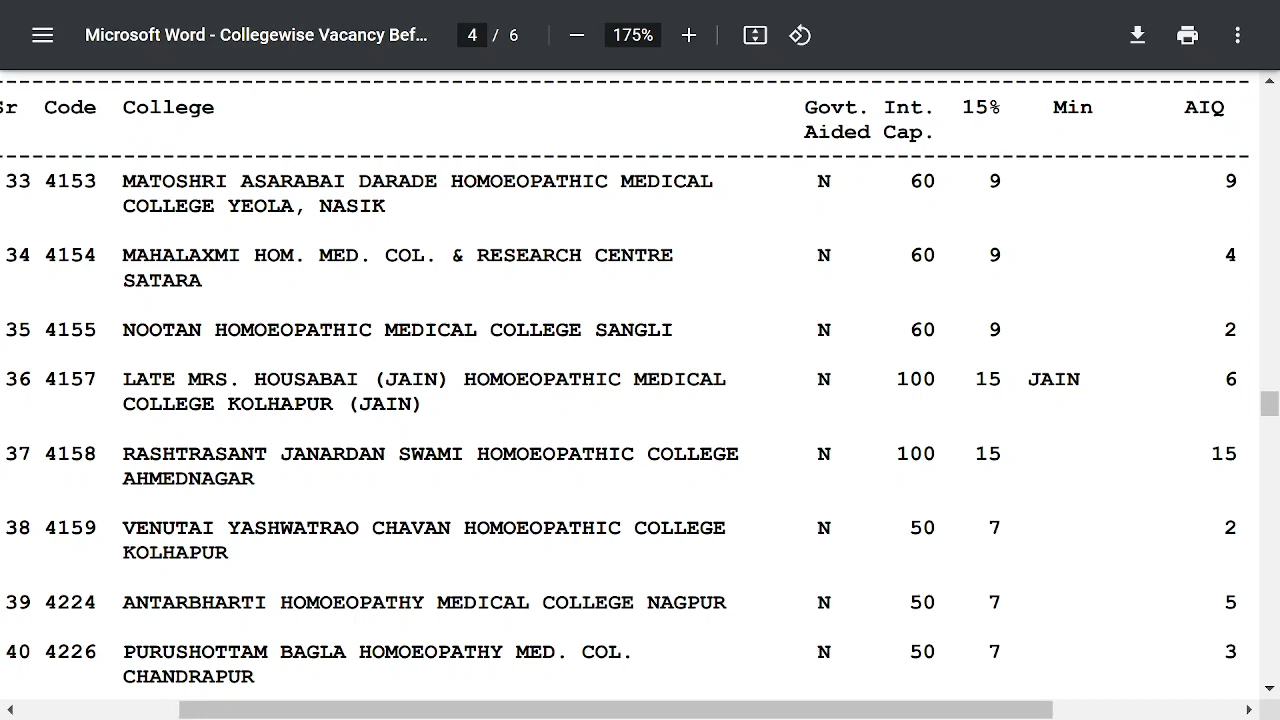 Microsoft Word - Collegewise Vacancy Bef... 4 / 6 175%
Sr Code College Govt. Int. 15% Min AIQ
Aided Cap.
33 4153 MATOSHRI ASARABAI DARADE HOMOEOPATHIC MEDICAL N 60 9 9
COLLEGE YEOLA, NASIK
34 4154 MAHALAXMI HOM. MED. COL. & RESEARCH CENTRE N 60 9 4
SATARA
35 4155 NOOTAN HOMOEOPATHIC MEDICAL COLLEGE SANGLI N 60 9 2
36 4157 LATE MRS. HOUSABAI (JAIN) HOMOEOPATHIC MEDICAL N 100 15 JAIN 6
COLLEGE KOLHAPUR (JAIN)
37 4158 RASHTRASANT JANARDAN SWAMI HOMOEOPATHIC COLLEGE N 100 15 15
AHMEDNAGAR
38 4159 VENUTAI YASHWATRAO CHAVAN HOMOEOPATHIC COLLEGE N 50 7 2
KOLHAPUR
39 4224 ANTARBHARTI HOMOEOPATHY MEDICAL COLLEGE NAGPUR N 50 7 5
40 4226 PURUSHOTTAM BAGLA HOMOEOPATHY MED. COL. N 50 7 3
CHANDRAPUR